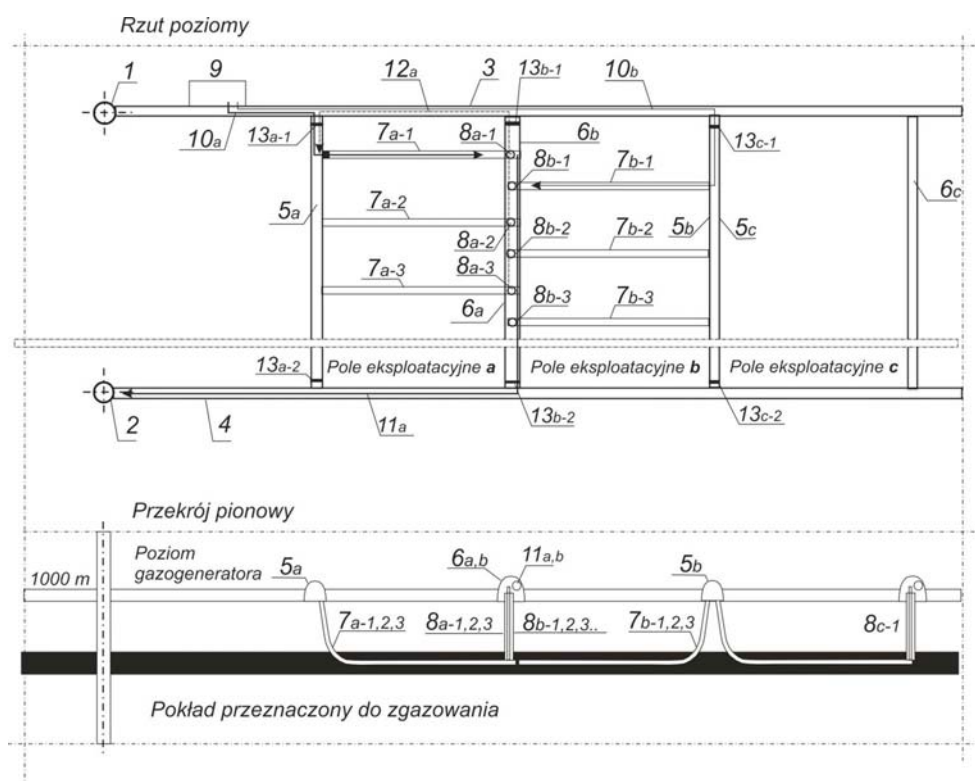 Rzut poziomy
1 9 12a 3 13b-1 10b
10a 13a-1 7a-1 8a-1 6b 13c-1
8b-1 7b-1
5a 7a-2 8b-2 7b-2 5b 5c 6c
8a-2
7a-3 8a-3 8b-3 7b-3
6a
13a-2 Pole eksploatacyjne a Pole eksploatacyjne b Pole eksploatacyjne c
2 4 11a 13b-2 13c-2
Przekrój pionowy
Poziom
gazogeneratora
1000 m 5a 6a,b 11a,b 5b
7a-1,2,3 8a-1,2,3 8b-1,2,3.. 7b-1,2,3 8c-1
Pokład przeznaczony do zgazowania